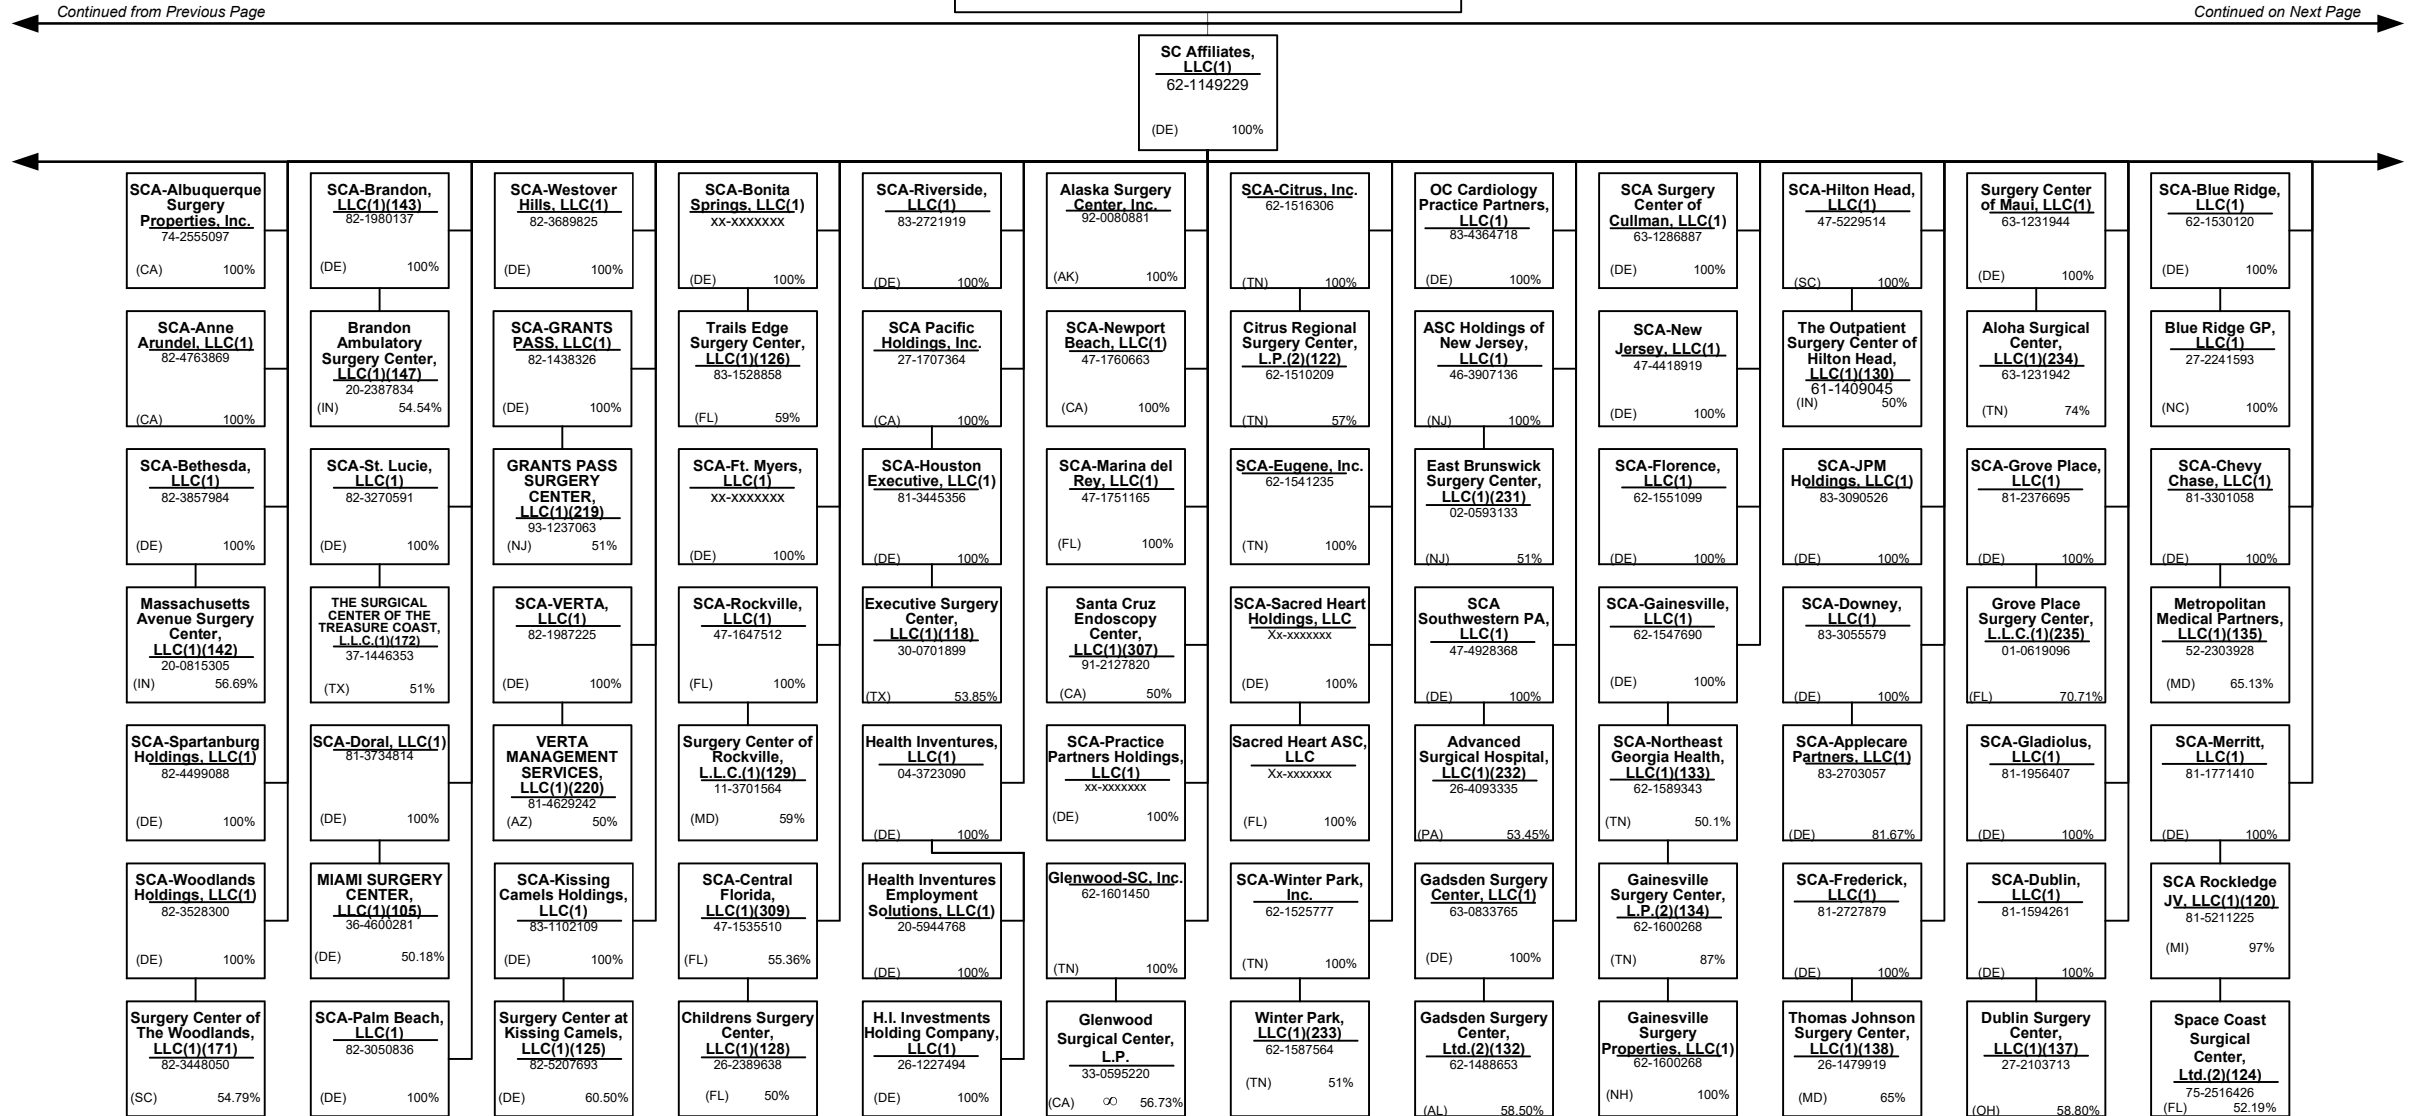 Continued from Previous Page
Continued on Next Page
SC Affiliates,
LLC(1)
62-1149229
(DE) 100%
SCA-Albuquerque
Surgery
Properties, Inc.
74-2555097
(CA) 100%
SCA-Anne
Arundel, LLC(1)
82-4763869
(CA) 100%
SCA-Bethesda,
LLC(1)
82-3857984
(DE) 100%
Massachusetts
Avenue Surgery
Center,
LLC(1)(142)
20-0815305
(IN) 56.69%
SCA-Spartanburg
Holdings, LLC(1)
82-4499088
(DE) 100%
SCA-Woodlands
Holdings, LLC(1)
82-3528300
(DE) 100%
Surgery Center of
The Woodlands,
LLC(1)(171)
82-3448050
(SC) 54.79%
SCA-Brandon,
LLC(1)(143)
82-1980137
(DE) 100%
Brandon
Ambulatory
Surgery Center,
LLC(1)(147)
20-2387834
(IN) 54.54%
SCA-St. Lucie,
LLC(1)
82-3270591
(DE) 100%
THE SURGICAL
CENTER OF THE
TREASURE COAST,
L.L.C.(1)(172)
37-1446353
(TX) 51%
SCA-Doral, LLC(1)
81-3734814
(DE) 100%
MIAMI SURGERY
CENTER,
LLC(1)(105)
36-4600281
(DE) 50.18%
SCA-Palm Beach,
LLC(1)
82-3050836
(DE) 100%
SCA-Westover
Hills, LLC(1)
82-3689825
(DE) 100%
SCA-GRANTS
PASS, LLC(1)
82-1438326
(DE) 100%
GRANTS PASS
SURGERY
CENTER,
LLC(1)(219)
93-1237063
(NJ) 51%
SCA-VERTA,
LLC(1)
82-1987225
(DE) 100%
VERTA
MANAGEMENT
SERVICES,
LLC(1)(220)
81-4629242
(AZ) 50%
SCA-Kissing
Camels Holdings,
LLC(1)
83-1102109
(DE) 100%
Surgery Center at
Kissing Camels,
LLC(1)(125)
82-5207693
(DE) 60.50%
SCA-Bonita
Springs, LLC(1)
xx-xxxxxxx
(DE) 100%
Trails Edge
Surgery Center,
LLC(1)(126)
83-1528858
(FL) 59%
SCA-Ft. Myers,
LLC(1)
xx-xxxxxxx
(DE) 100%
SCA-Rockville,
LLC(1)
47-1647512
(FL) 100%
Surgery Center of
Rockville,
L.L.C.(1)(129)
11-3701564
(MD) 59%
SCA-Central
Florida,
LLC(1)(309)
47-1535510
(FL) 55.36%
Childrens Surgery
Center,
LLC(1)(128)
26-2389638
(FL) 50%
SCA-Riverside,
LLC(1)
83-2721919
(DE) 100%
SCA Pacific
Holdings, Inc.
27-1707364
(CA) 100%
SCA-Houston
Executive, LLC(1)
81-3445356
(DE) 100%
Executive Surgery
Center,
LLC(1)(118)
30-0701899
(TX) 53.85%
Health Inventures,
LLC(1)
04-3723090
(DE) 100%
Health Inventures
Employment
Solutions, LLC(1)
20-5944768
(DE) 100%
H.I. Investments
Holding Company,
LLC(1)
26-1227494
(DE) 100%
Alaska Surgery
Center, Inc.
92-0080881
(AK) 100%
SCA-Newport
Beach, LLC(1)
47-1760663
(CA) 100%
SCA-Marina del
Rey, LLC(1)
47-1751165
(FL) 100%
Santa Cruz
Endoscopy
Center,
LLC(1)(307)
91-2127820
(CA) 50%
SCA-Practice
Partners Holdings,
LLC(1)
xx-xxxxxxx
(DE) 100%
Glenwood-SC, Inc.
62-1601450
(TN) 100%
Glenwood
Surgical Center,
L.P.
33-0595220
(CA) ∞ 56.73%
SCA-Citrus, Inc.
62-1516306
(TN) 100%
Citrus Regional
Surgery Center,
L.P.(2)(122)
62-1510209
(TN) 57%
SCA-Eugene, Inc.
62-1541235
(TN) 100%
SCA-Sacred Heart
Holdings, LLC
Xx-xxxxxxx
(DE) 100%
Sacred Heart ASC,
LLC
Xx-xxxxxxx
(FL) 100%
SCA-Winter Park,
Inc.
62-1525777
(TN) 100%
Winter Park,
LLC(1)(233)
62-1587564
(TN) 51%
OC Cardiology
Practice Partners,
LLC(1)
83-4364718
(DE) 100%
ASC Holdings of
New Jersey,
LLC(1)
46-3907136
(NJ) 100%
East Brunswick
Surgery Center,
LLC(1)(231)
02-0593133
(NJ) 51%
SCA
Southwestern PA,
LLC(1)
47-4928368
(DE) 100%
Advanced
Surgical Hospital,
LLC(1)(232)
26-4093335
(PA) 53.45%
Gadsden Surgery
Center, LLC(1)
63-0833765
(DE) 100%
Gadsden Surgery
Center,
Ltd.(2)(132)
62-1488653
(AL) 58.50%
SCA Surgery
Center of
Cullman, LLC(1)
63-1286887
(DE) 100%
SCA-New
Jersey, LLC(1)
47-4418919
(DE) 100%
SCA-Florence,
LLC(1)
62-1551099
(DE) 100%
SCA-Gainesville,
LLC(1)
62-1547690
(DE) 100%
SCA-Northeast
Georgia Health,
LLC(1)(133)
62-1589343
(TN) 50.1%
Gainesville
Surgery Center,
L.P.(2)(134)
62-1600268
(TN) 87%
Gainesville
Surgery
Properties, LLC(1)
62-1600268
(NH) 100%
SCA-Hilton Head,
LLC(1)
47-5229514
(SC) 100%
The Outpatient
Surgery Center of
Hilton Head,
LLC(1)(130)
61-1409045
(IN) 50%
SCA-JPM
Holdings, LLC(1)
83-3090526
(DE) 100%
SCA-Downey,
LLC(1)
83-3055579
(DE) 100%
SCA-Applecare
Partners, LLC(1)
83-2703057
(DE) 81.67%
SCA-Frederick,
LLC(1)
81-2727879
(DE) 100%
Thomas Johnson
Surgery Center,
LLC(1)(138)
26-1479919
(MD) 65%
Surgery Center
of Maui, LLC(1)
63-1231944
(DE) 100%
Aloha Surgical
Center,
LLC(1)(234)
63-1231942
(TN) 74%
SCA-Grove Place,
LLC(1)
81-2376695
(DE) 100%
Grove Place
Surgery Center,
L.L.C.(1)(235)
01-0619096
(FL) 70.71%
SCA-Gladiolus,
LLC(1)
81-1956407
(DE) 100%
SCA-Dublin,
LLC(1)
81-1594261
(DE) 100%
Dublin Surgery
Center,
LLC(1)(137)
27-2103713
(OH) 58.80%
SCA-Blue Ridge,
LLC(1)
62-1530120
(DE) 100%
Blue Ridge GP,
LLC(1)
27-2241593
(NC) 100%
SCA-Chevy
Chase, LLC(1)
81-3301058
(DE) 100%
Metropolitan
Medical Partners,
LLC(1)(135)
52-2303928
(MD) 65.13%
SCA-Merritt,
LLC(1)
81-1771410
(DE) 100%
SCA Rockledge
JV, LLC(1)(120)
81-5211225
(MI) 97%
Space Coast
Surgical
Center,
Ltd.(2)(124)
75-2516426
(FL) 52.19%